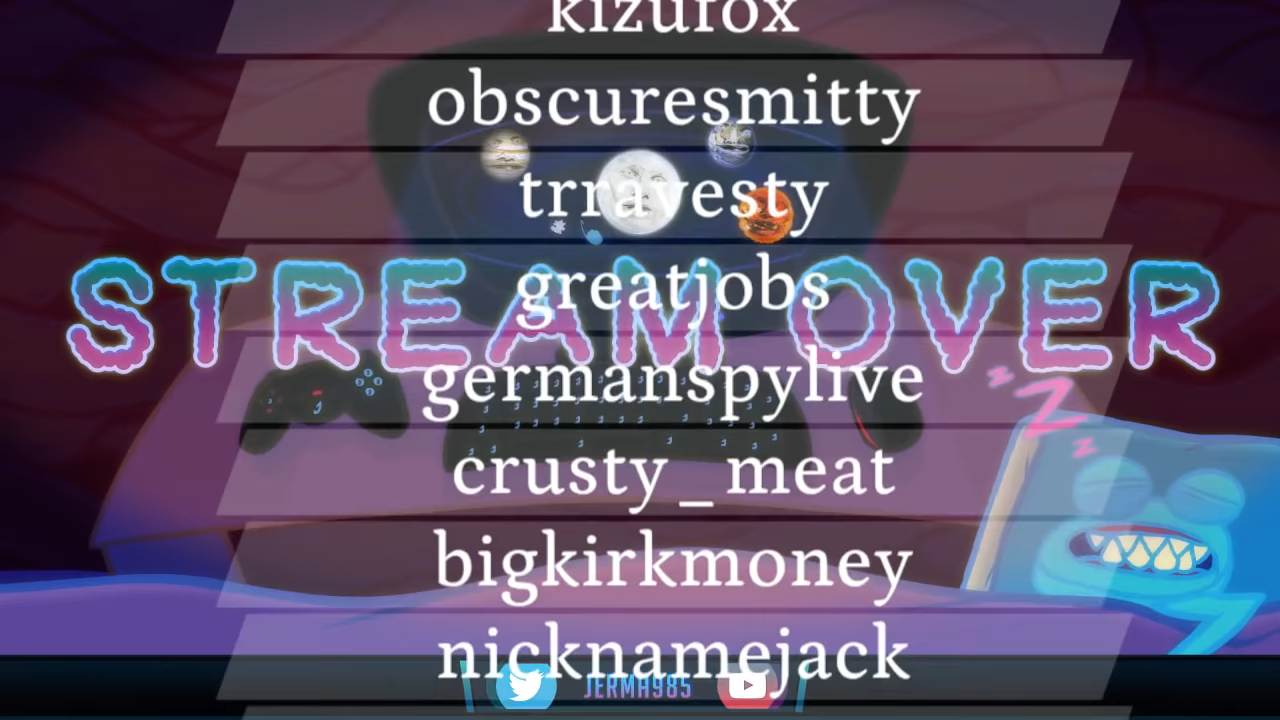 kizufox
obscuresmitty
trravesty
STREAM OVER
greatjobs
germanspylive
z
Z
z
crusty_meat
bigkirkmoney
nicknamejack
JERMA985